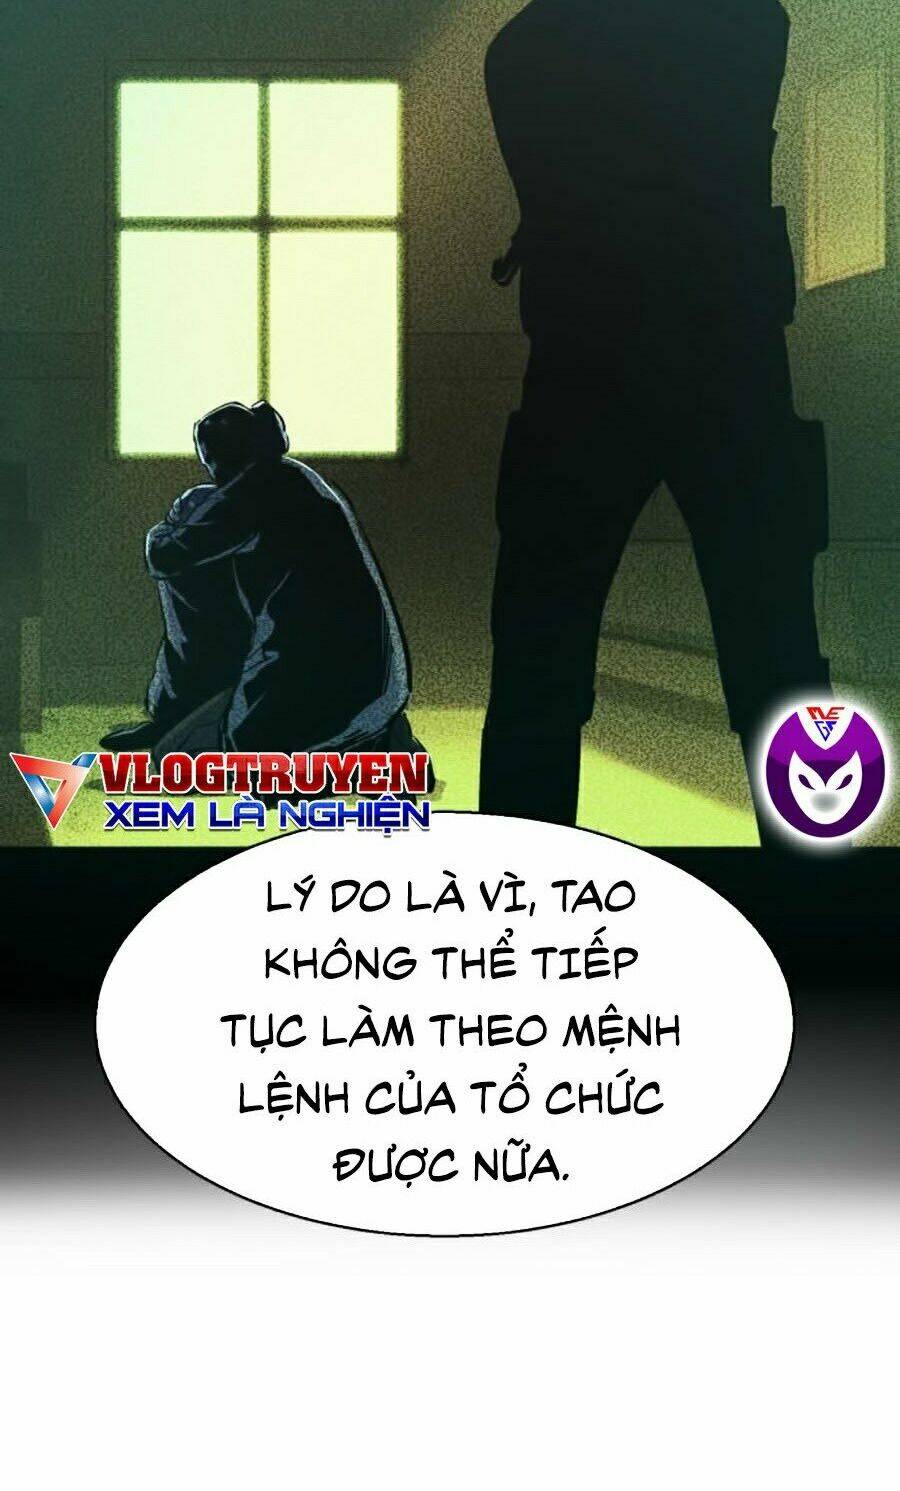 VLOGTRUYEN
XEM LÀ NGHIỆN
LÝ DO LÀ VÌ, TAO
KHÔNG THỂ TIẾP
TỤC LÀM THEO MỆNH
LỆNH CỦA TỔ CHỨC
ĐƯỢC NỮA.